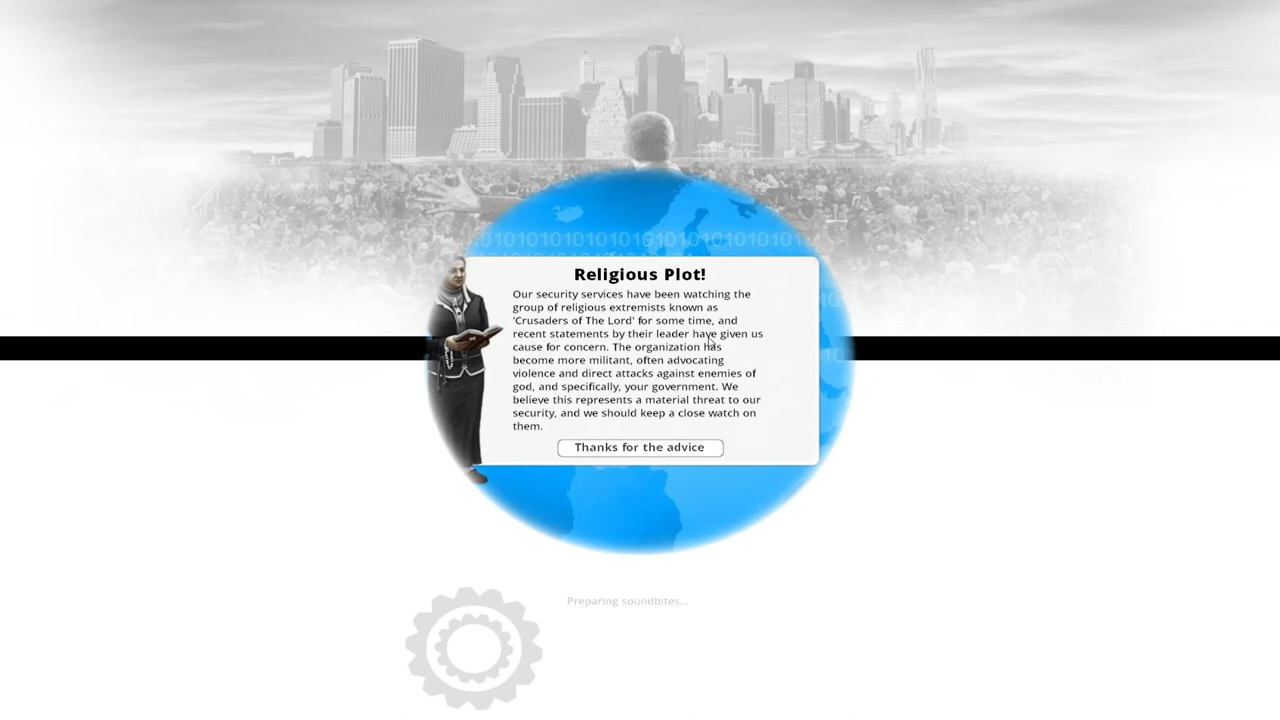 01010101010101010101010101010
Religious Plot!
Our security services have been watching the
group of religious extremists known as
'Crusaders of The Lord' for some time, and
recent statements by their leader have given us
cause for concern. The organization has
become more militant, often advocating
violence and direct attacks against enemies of
god, and specifically, your government. We
believe this represents a material threat to our
security, and we should keep a close watch on
them.
Thanks for the advice
Preparing soundbites...